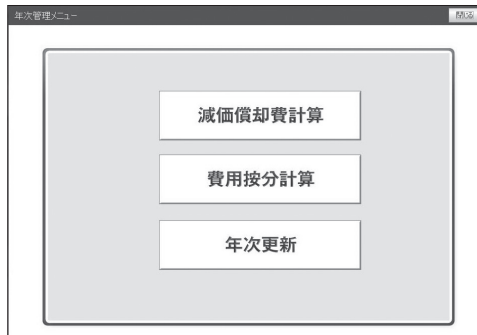 年次管理メニュー
閉じる
減価償却費計算
費用按分計算
年次更新